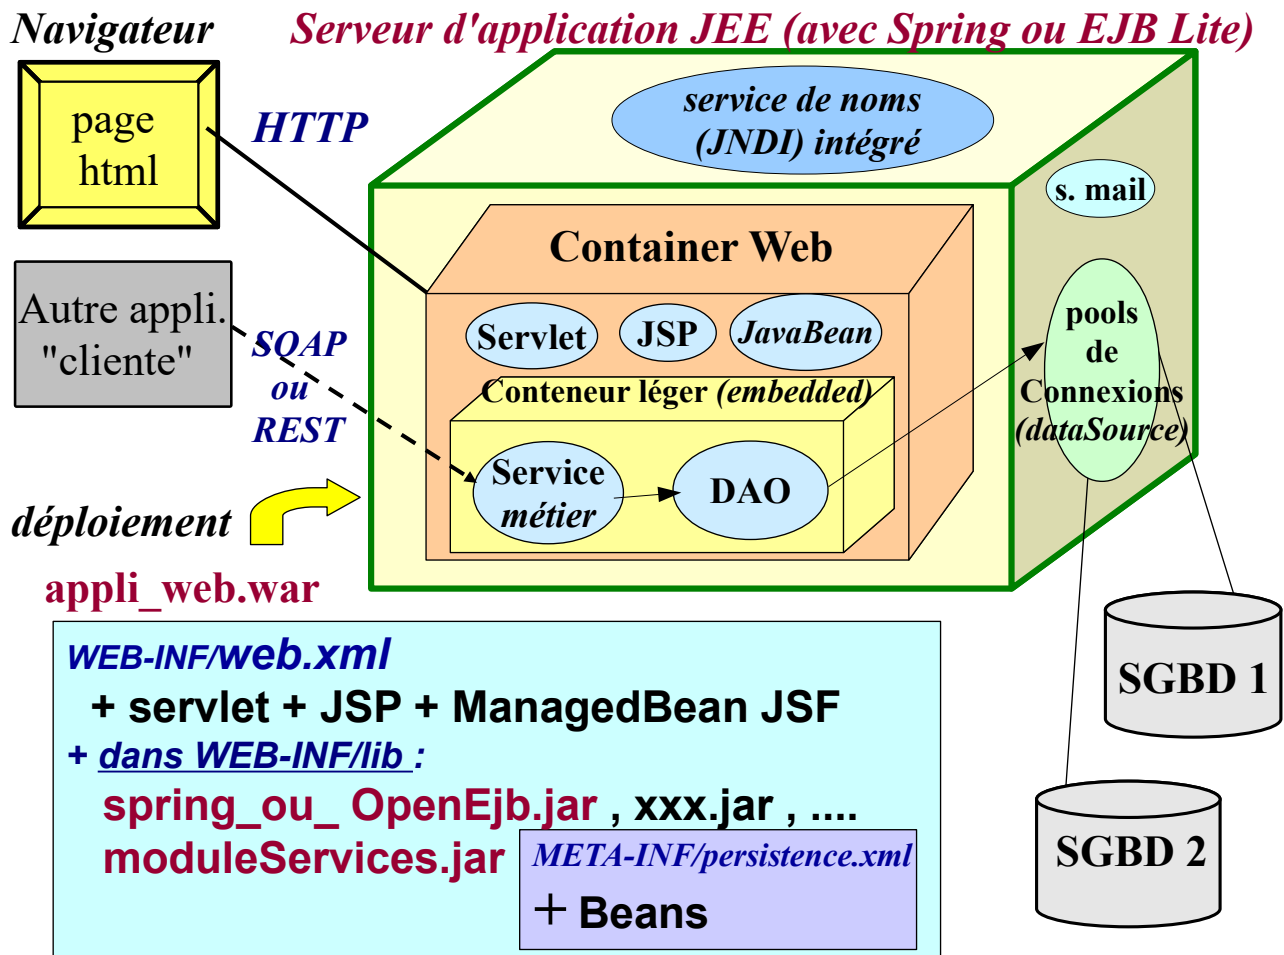 Navigateur
Serveur d'application JEE (avec Spring ou EJB Lite)
page
html
HTTP
service de noms
(JNDI) intégré
s. mail
Container Web
Autre appli.
"cliente"
SOAP
ou
REST
Servlet
JSP
JavaBean
pools
de
Connexions
(dataSource)
Conteneur léger (embedded)
Service
métier
DAO
déploiement
appli_web.war
SGBD 1
SGBD 2
WEB-INF/web.xml
+ servlet + JSP + ManagedBean JSF
+ dans WEB-INF/lib :
spring_ou_ OpenEjb.jar , xxx.jar , ....
moduleServices.jar
META-INF/persistence.xml
+ Beans